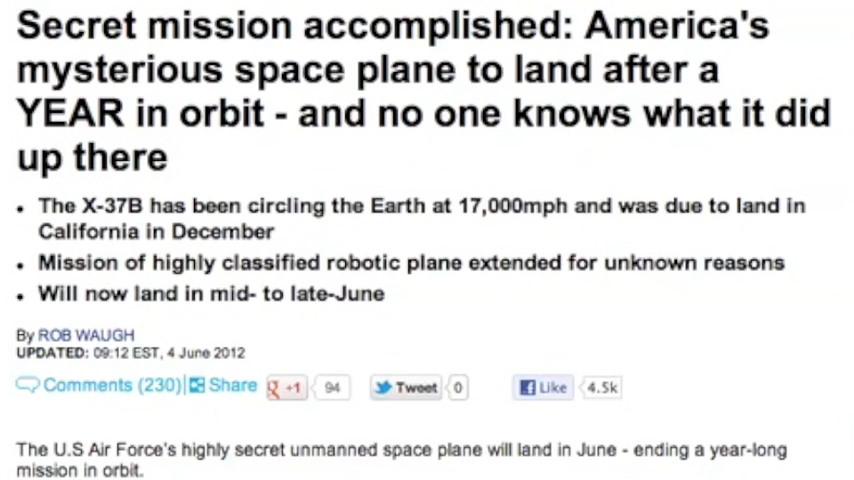 Secret mission accomplished: America's
mysterious space plane to land after a
YEAR in orbit - and no one knows what it did
up there
• The X-37B has been circling the Earth at 17,000mph and was due to land in
California in December
• Mission of highly classified robotic plane extended for unknown reasons
• Will now land in mid- to late-June
By ROB WAUGH
UPDATED: 09:12 EST, 4 June 2012
Comments (230) Share +1 94 Tweet 0 Like 4.5k
The U.S Air Force's highly secret unmanned space plane will land in June - ending a year-long
mission in orbit.